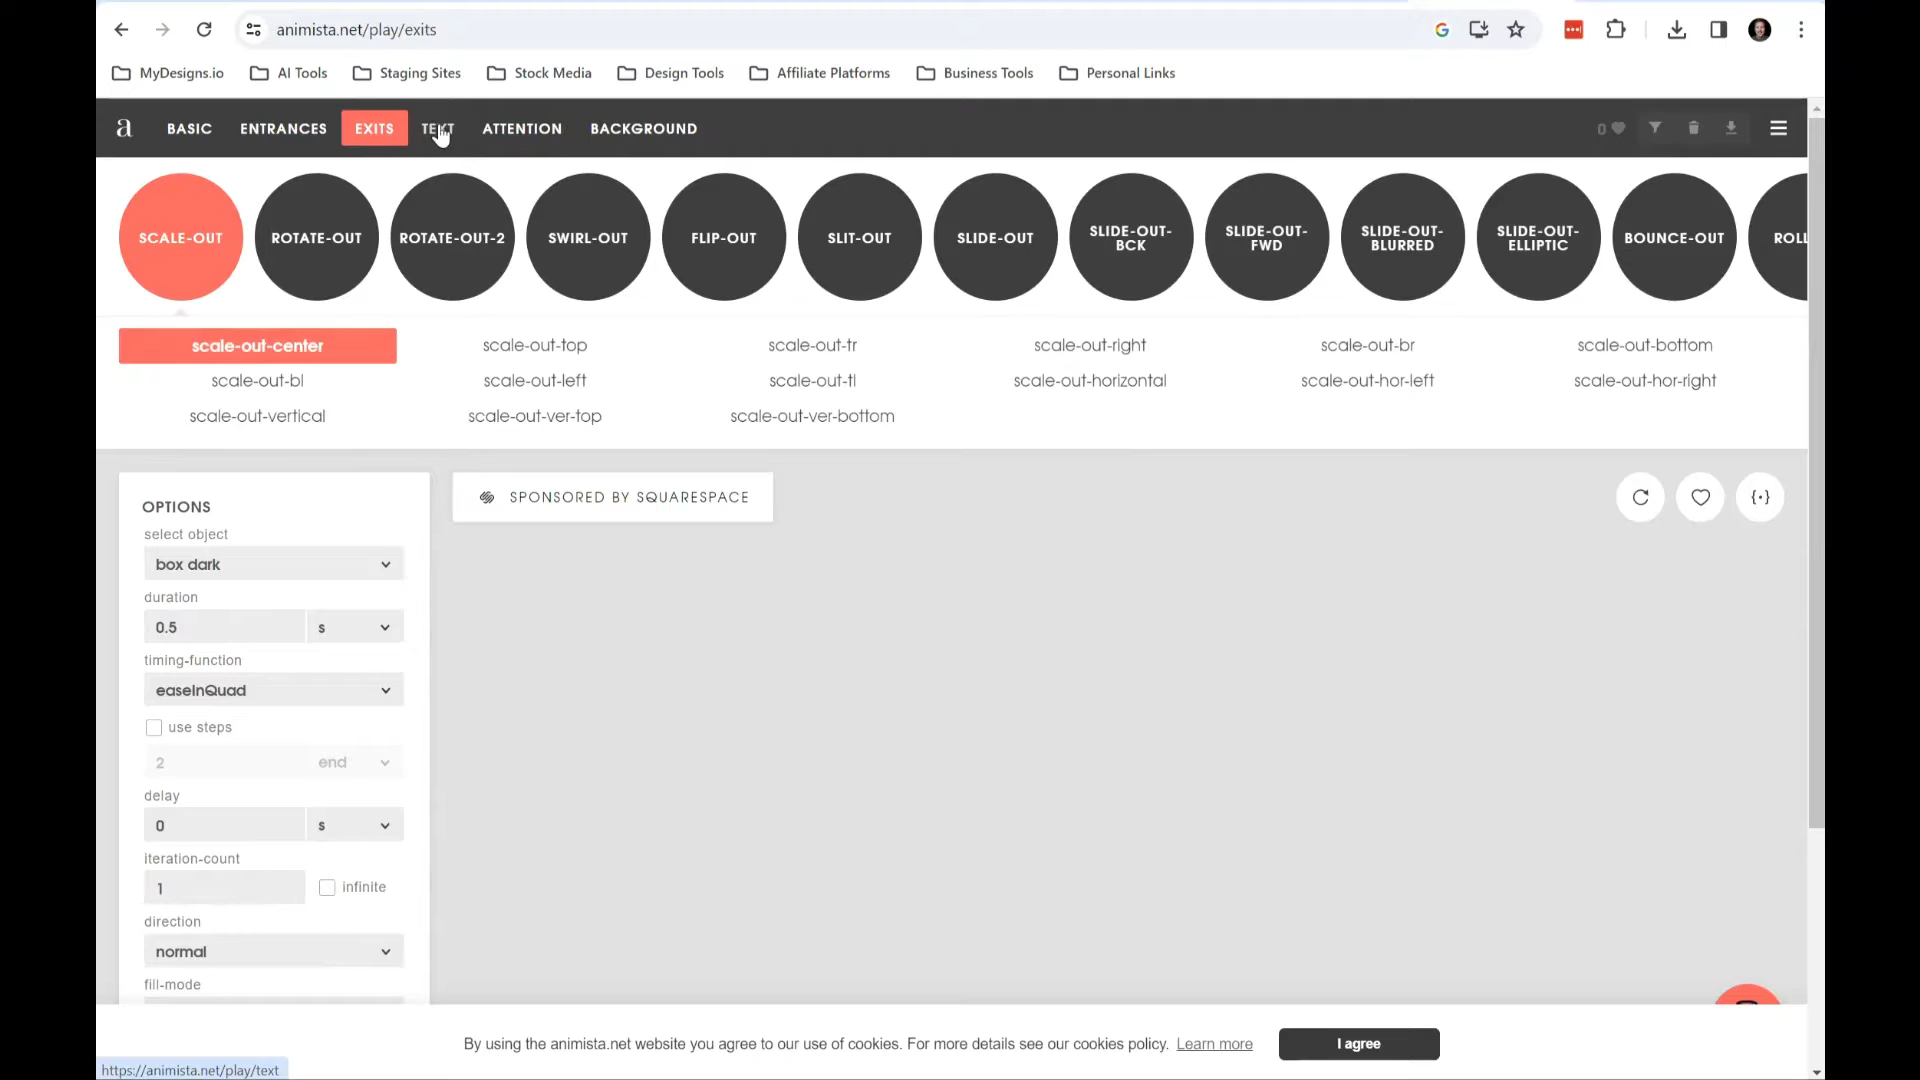 animista.net/play/exits
MyDesigns.io AI Tools Staging Sites Stock Media Design Tools Affiliate Platforms Business Tools Personal Links
a BASIC ENTRANCES EXITS TEXT ATTENTION BACKGROUND 0
SCALE-OUT ROTATE-OUT ROTATE-OUT-2 SWIRL-OUT FLIP-OUT SLIT-OUT SLIDE-OUT SLIDE-OUT-BCK SLIDE-OUT-FWD SLIDE-OUT-BLURRED SLIDE-OUT-ELLIPTIC BOUNCE-OUT ROLL
scale-out-center scale-out-top scale-out-tr scale-out-right scale-out-br scale-out-bottom
scale-out-bl scale-out-left scale-out-tl scale-out-horizontal scale-out-hor-left scale-out-hor-right
scale-out-vertical scale-out-ver-top scale-out-ver-bottom
SPONSORED BY SQUARESPACE {·}
OPTIONS
select object
box dark
duration
0.5 s
timing-function
easeInQuad
use steps
2 end
delay
0 s
iteration-count
1 infinite
direction
normal
fill-mode
By using the animista.net website you agree to our use of cookies. For more details see our cookies policy. Learn more I agree
https://animista.net/play/text